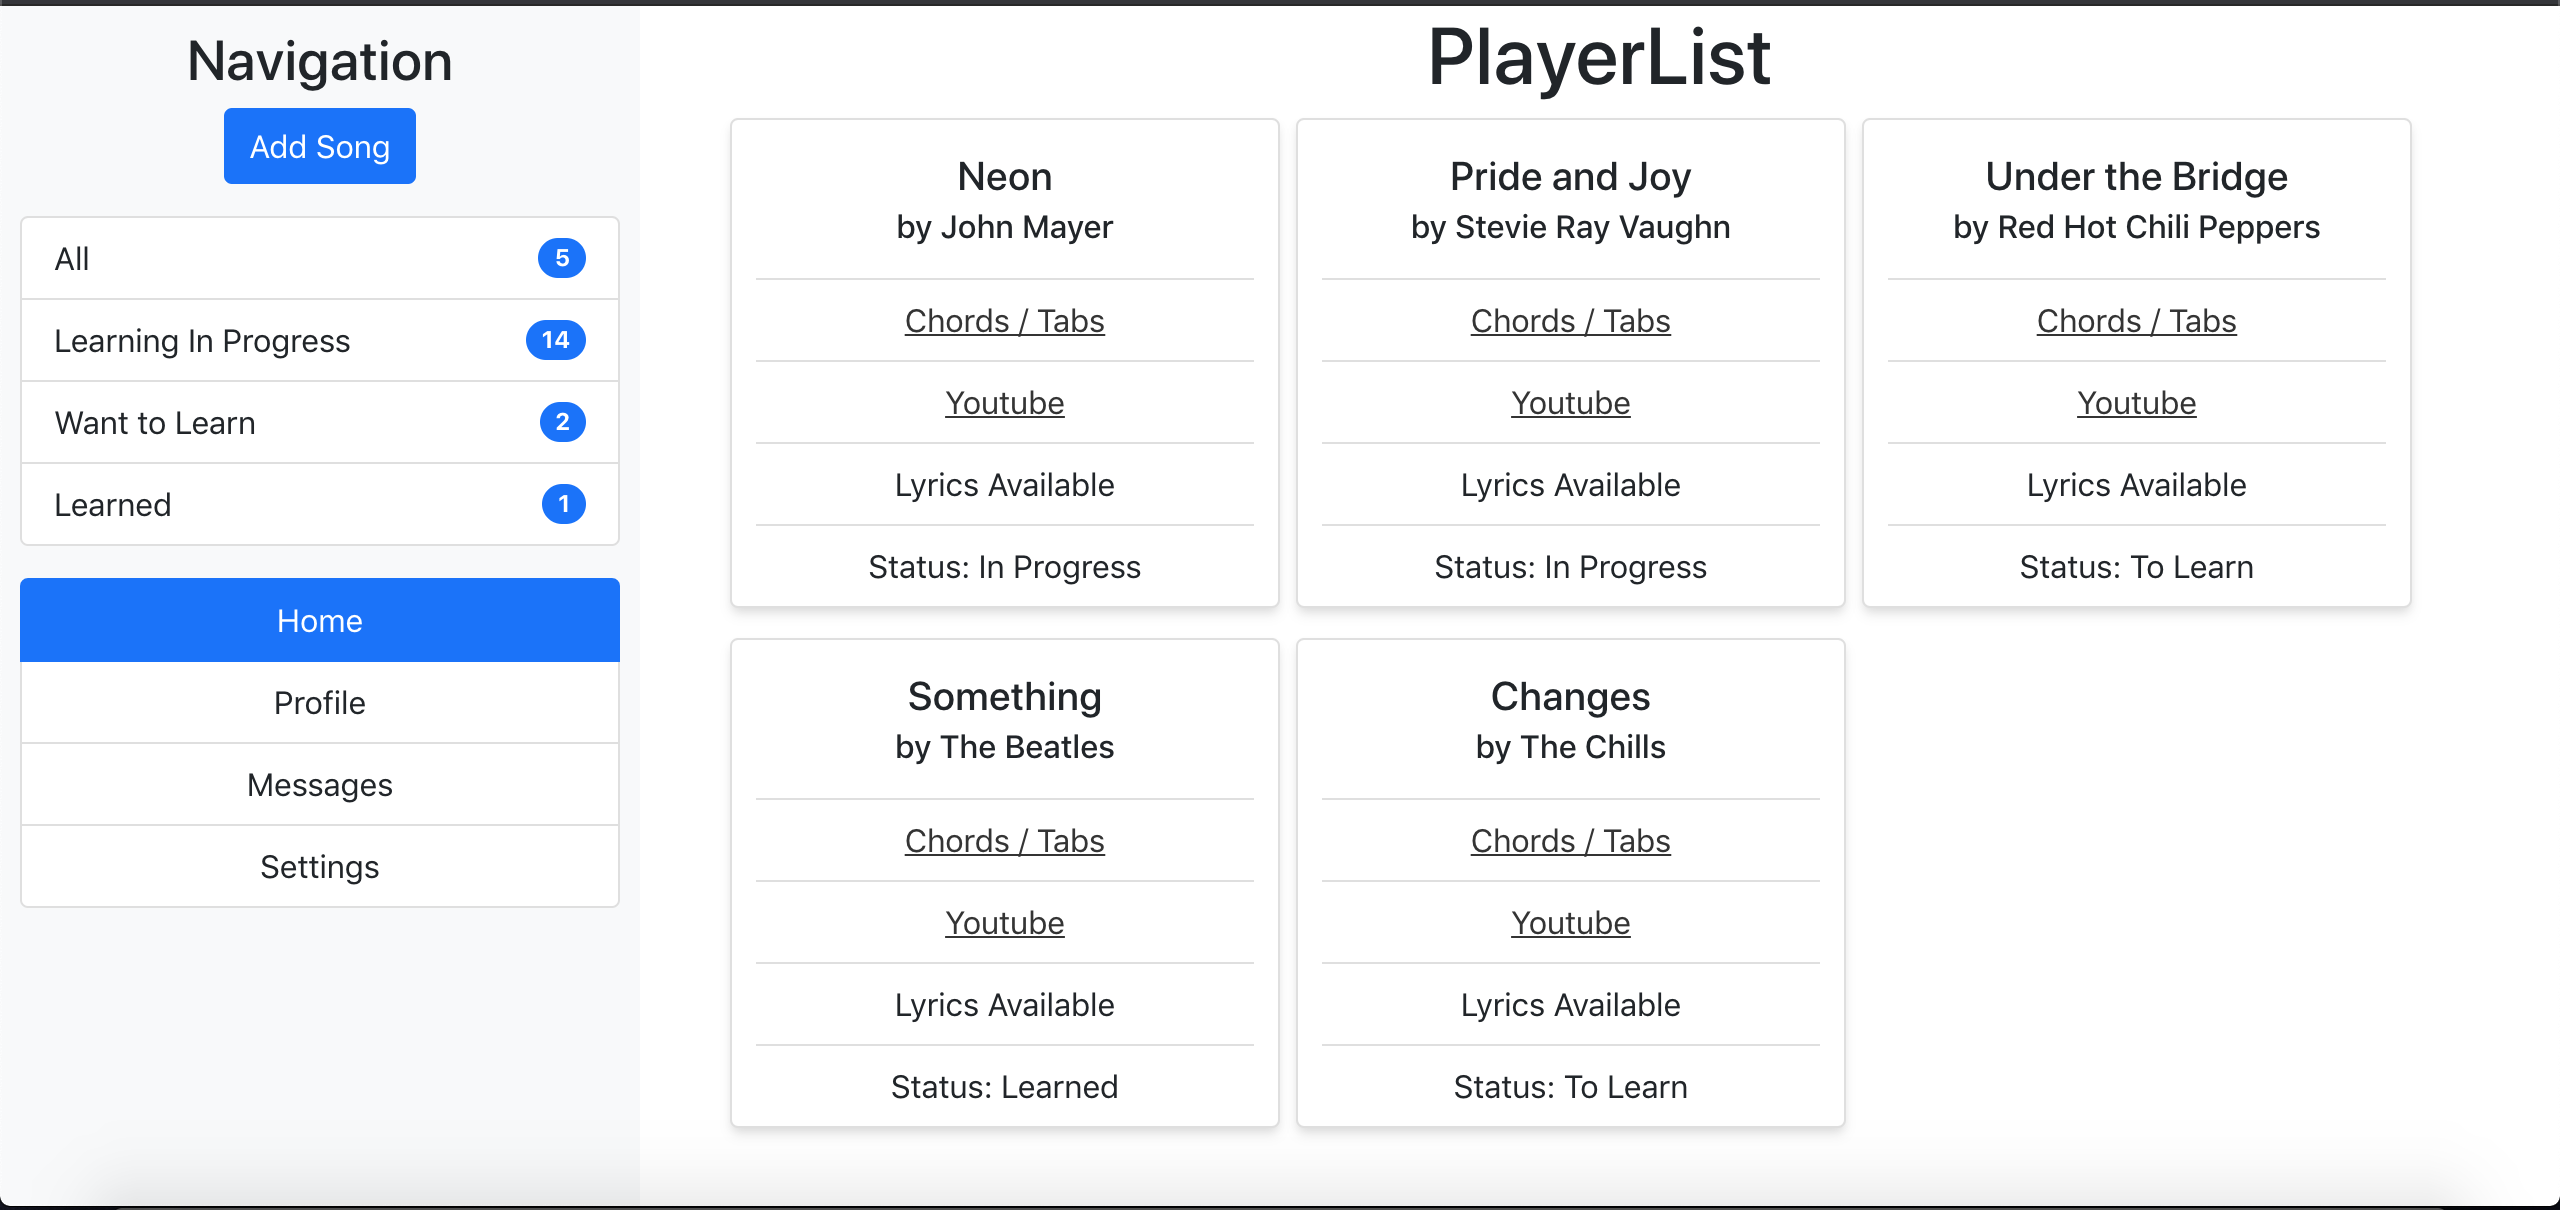 Navigation
Add Song
All 5
Learning In Progress 14
Want to Learn 2
Learned 1
Home
Profile
Messages
Settings
PlayerList
Neon
by John Mayer
Chords / Tabs
Youtube
Lyrics Available
Status: In Progress
Pride and Joy
by Stevie Ray Vaughn
Chords / Tabs
Youtube
Lyrics Available
Status: In Progress
Under the Bridge
by Red Hot Chili Peppers
Chords / Tabs
Youtube
Lyrics Available
Status: To Learn
Something
by The Beatles
Chords / Tabs
Youtube
Lyrics Available
Status: Learned
Changes
by The Chills
Chords / Tabs
Youtube
Lyrics Available
Status: To Learn